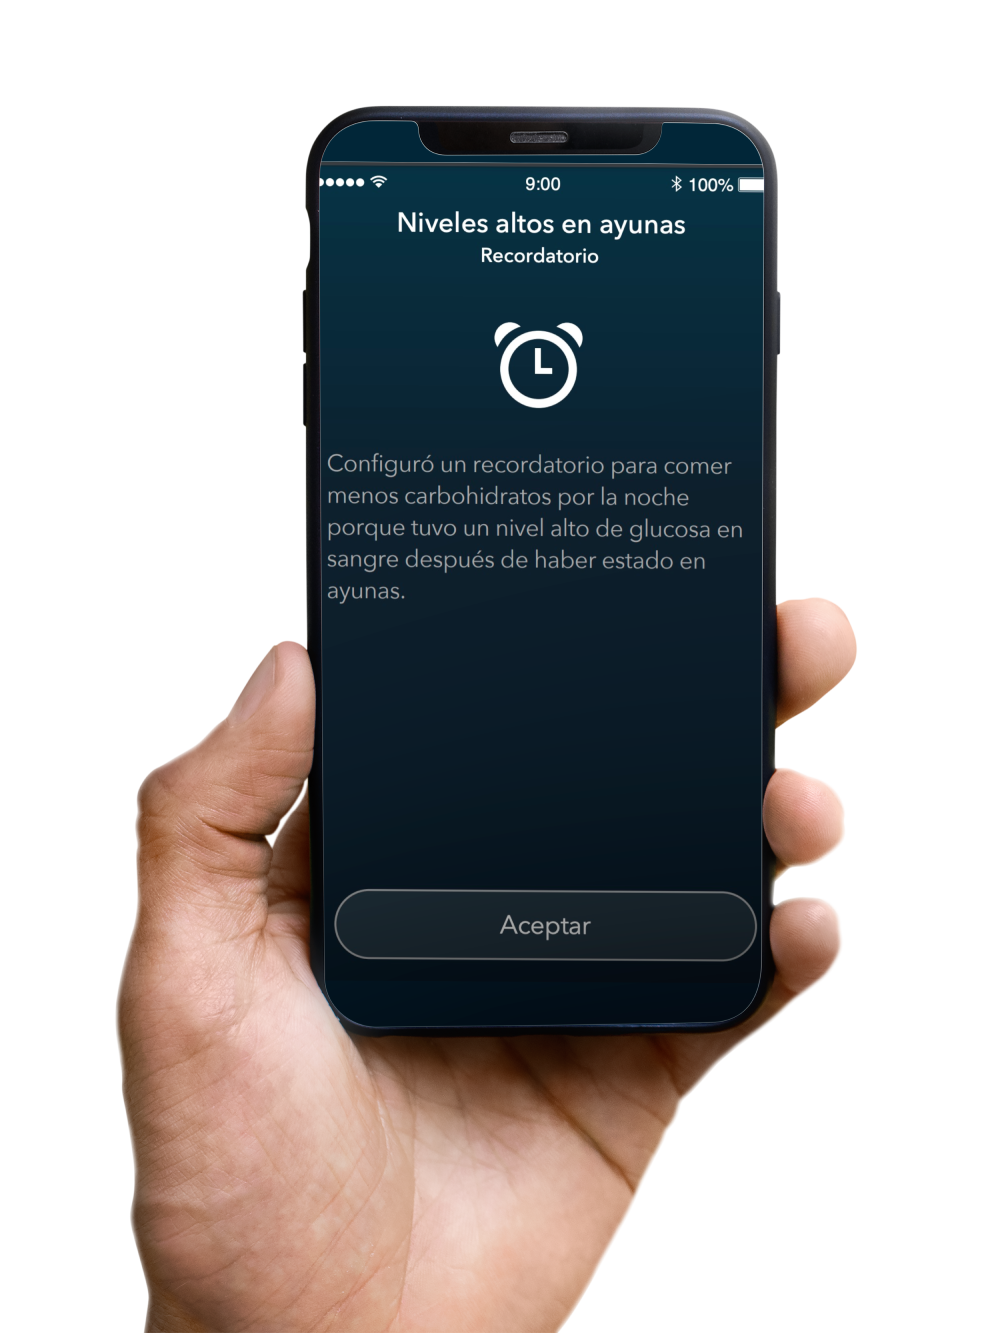 9:00
100%
Niveles altos en ayunas
Recordatorio
Configuró un recordatorio para comer
menos carbohidratos por la noche
porque tuvo un nivel alto de glucosa en
sangre después de haber estado en
ayunas.
Aceptar